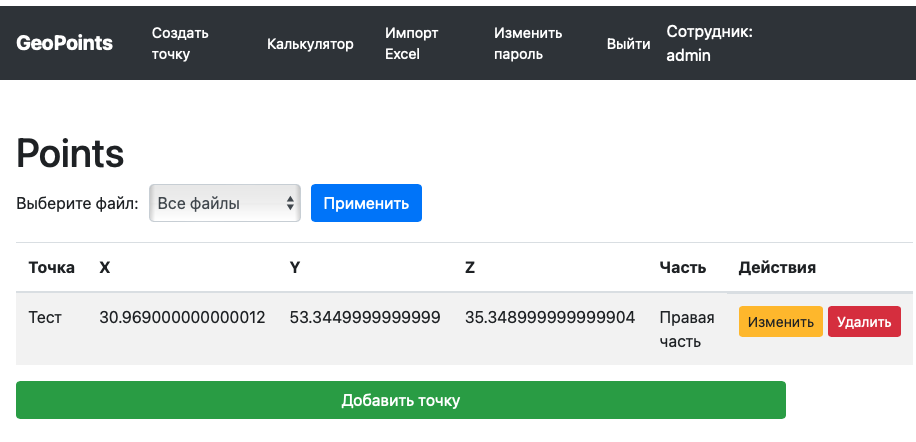 GeoPoints
Создать точку
Калькулятор
Импорт Excel
Изменить пароль
Выйти
Сотрудник: admin
Points
Выберите файл: Все файлы Применить
Точка X Y Z Часть Действия
Тест 30.969000000000012 53.3449999999999 35.348999999999904 Правая часть Изменить Удалить
Добавить точку